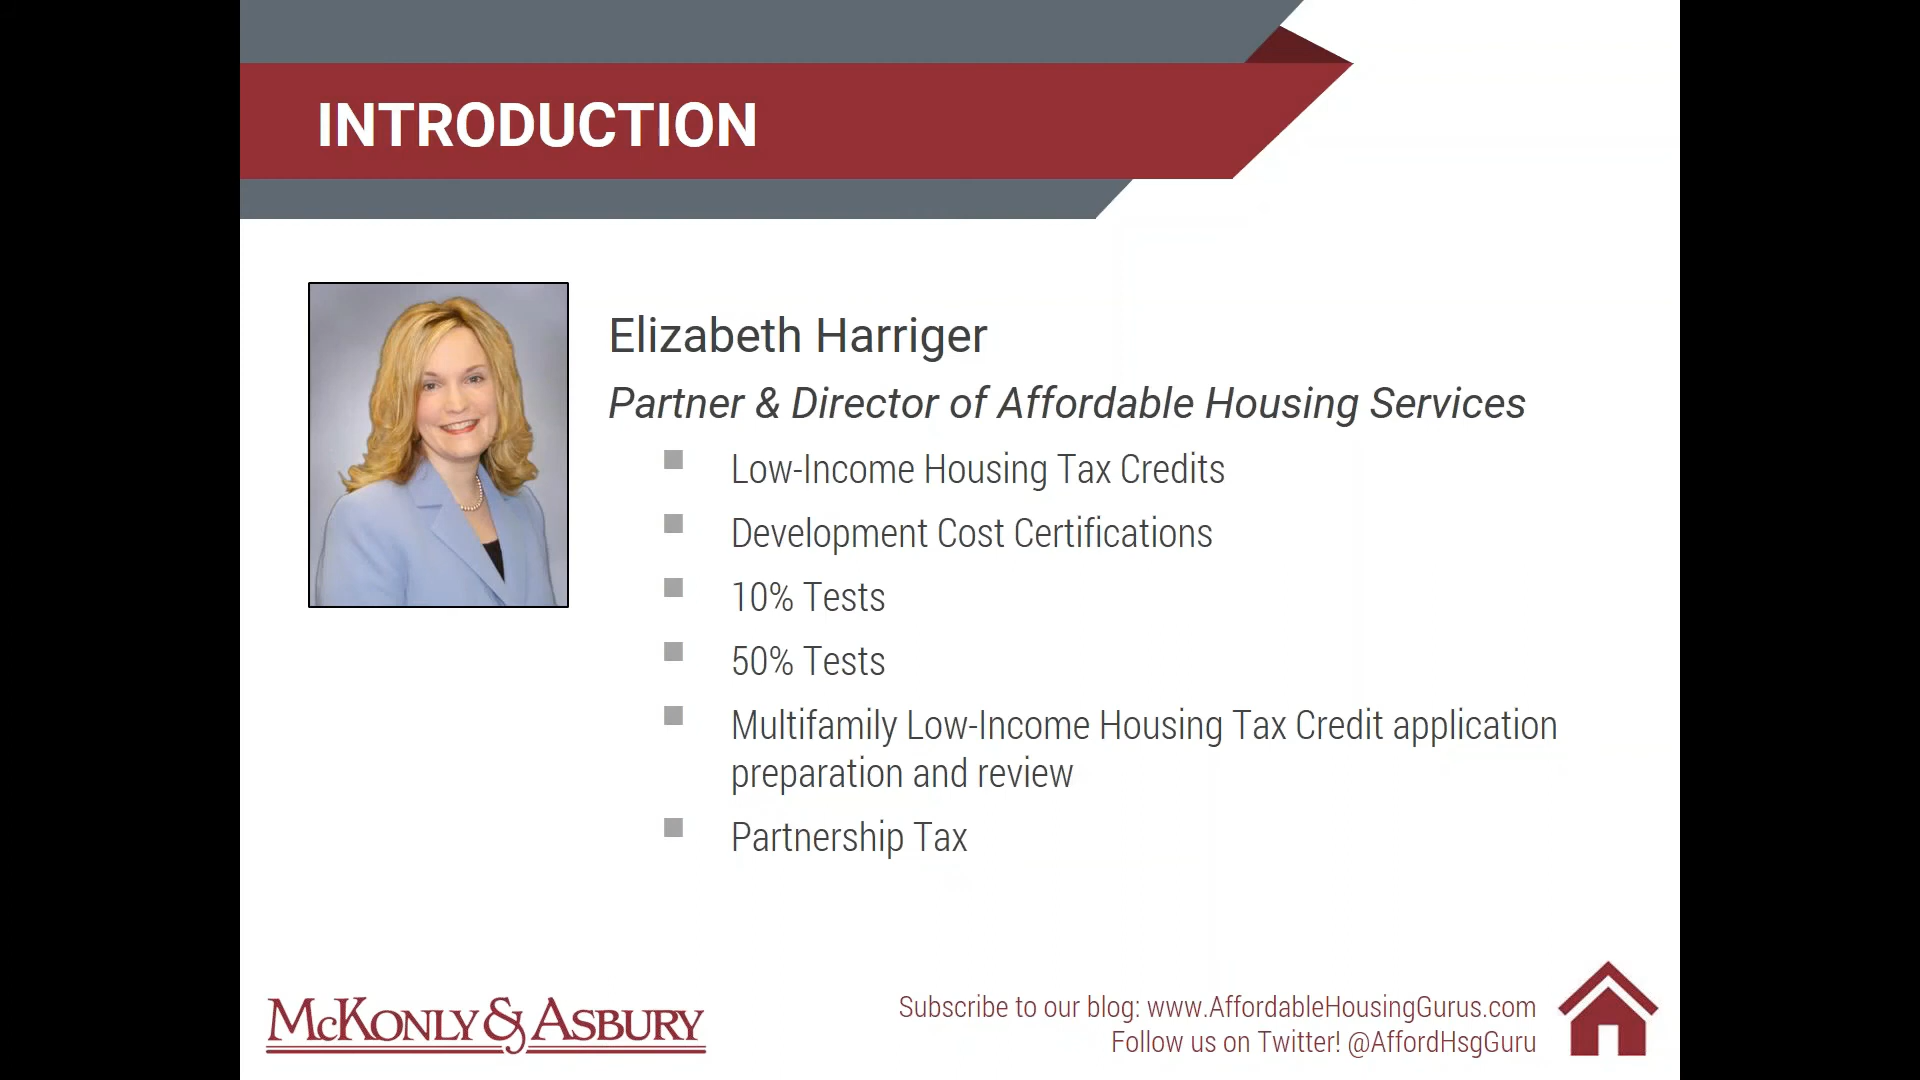 INTRODUCTION
Elizabeth Harriger
Partner & Director of Affordable Housing Services
Low-Income Housing Tax Credits
Development Cost Certifications
10% Tests
50% Tests
Multifamily Low-Income Housing Tax Credit application
preparation and review
Partnership Tax
McKonly & Asbury
Subscribe to our blog: www.AffordableHousingGurus.com
Follow us on Twitter! @AffordHsgGuru